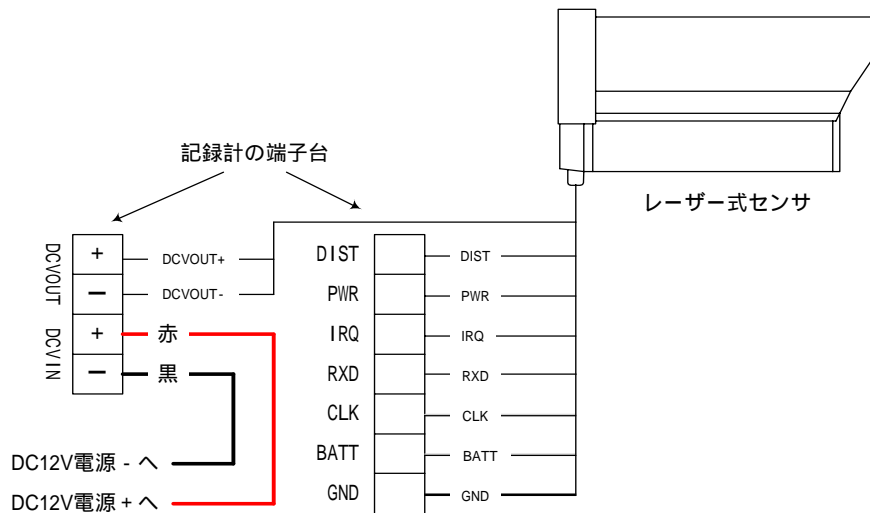 記録計の端子台
レーザー式センサ
DCVOUT
+
DCVOUT+
−
DCVOUT-
DCVIN
+
赤
−
黒
DC12V電源 - へ
DC12V電源 + へ
DIST
DIST
PWR
PWR
IRQ
IRQ
RXD
RXD
CLK
CLK
BATT
BATT
GND
GND